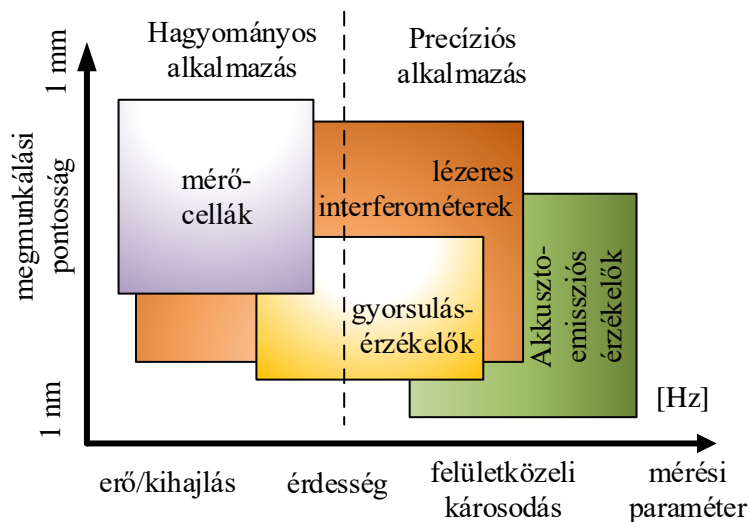 Hagyományos
alkalmazás
Precíziós
alkalmazás
1 mm
megmunkálási
pontosság
1 nm
mérő-
cellák
lézeres
interferométerek
gyorsulás-
érzékelők
Akkuszto-
emissziós
érzékelők
[Hz]
erő/kihajlás
érdesség
felületközeli
károsodás
mérési
paraméter